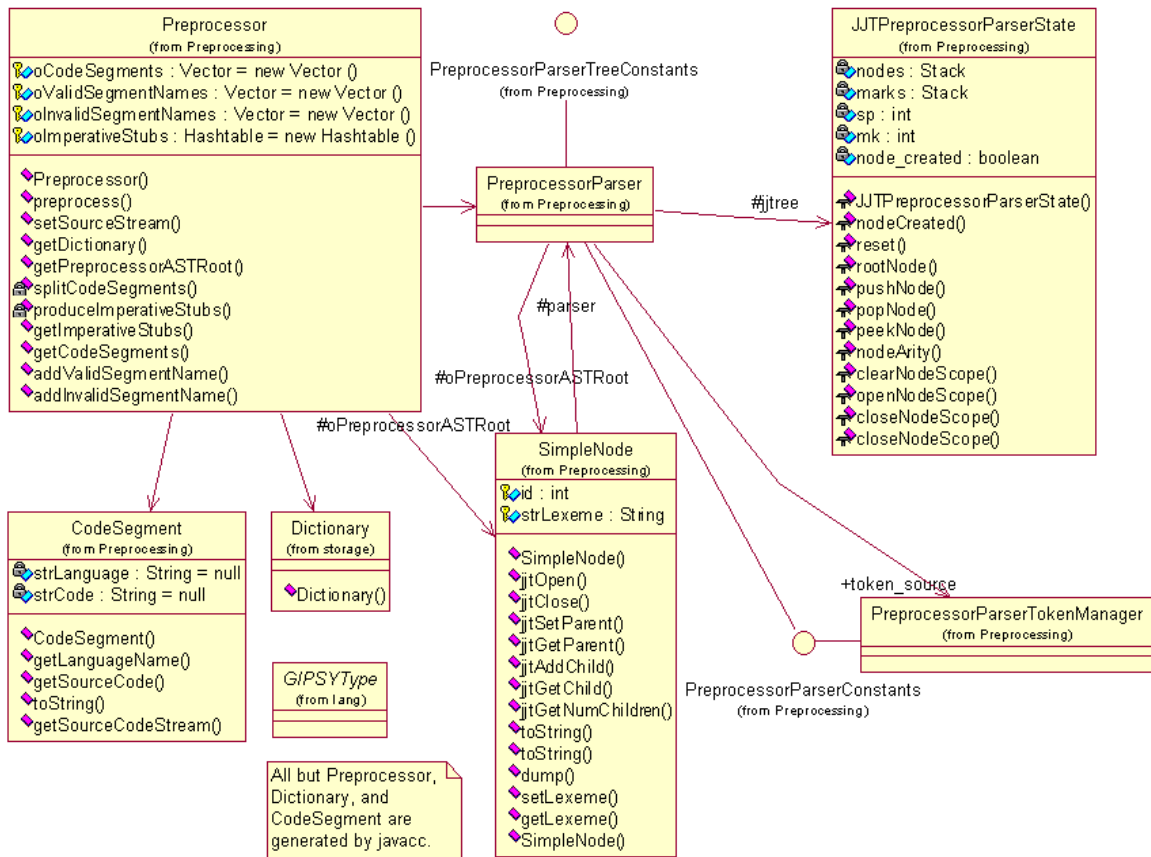 Preprocessor
(from Preprocessing)
oCodeSegments : Vector = new Vector ()
oValidSegmentNames : Vector = new Vector ()
oInvalidSegmentNames : Vector = new Vector ()
oImperativeStubs : Hashtable = new Hashtable ()
Preprocessor()
preprocess()
setSourceStream()
getDictionary()
getPreprocessorASTRoot()
splitCodeSegments()
produceImperativeStubs()
getImperativeStubs()
getCodeSegments()
addValidSegmentName()
addInvalidSegmentName()
PreprocessorParserTreeConstants
(from Preprocessing)
PreprocessorParser
(from Preprocessing)
#jjtree
JJTPreprocessorParserState
(from Preprocessing)
nodes : Stack
marks : Stack
sp : int
mk : int
node_created : boolean
JJTPreprocessorParserState()
nodeCreated()
reset()
rootNode()
pushNode()
popNode()
peekNode()
nodeArity()
clearNodeScope()
openNodeScope()
closeNodeScope()
closeNodeScope()
#parser
#oPreprocessorASTRoot
#oPreprocessorASTRoot
CodeSegment
(from Preprocessing)
strLanguage : String = null
strCode : String = null
CodeSegment()
getLanguageName()
getSourceCode()
toString()
getSourceCodeStream()
Dictionary
(from storage)
Dictionary()
GIPSYType
(from lang)
All but Preprocessor,
Dictionary, and
CodeSegment are
generated by javacc.
SimpleNode
(from Preprocessing)
id : int
strLexeme : String
SimpleNode()
jjtOpen()
jjtClose()
jjtSetParent()
jjtGetParent()
jjtAddChild()
jjtGetChild()
jjtGetNumChildren()
toString()
toString()
dump()
setLexeme()
getLexeme()
SimpleNode()
+token_source
PreprocessorParserTokenManager
(from Preprocessing)
PreprocessorParserConstants
(from Preprocessing)